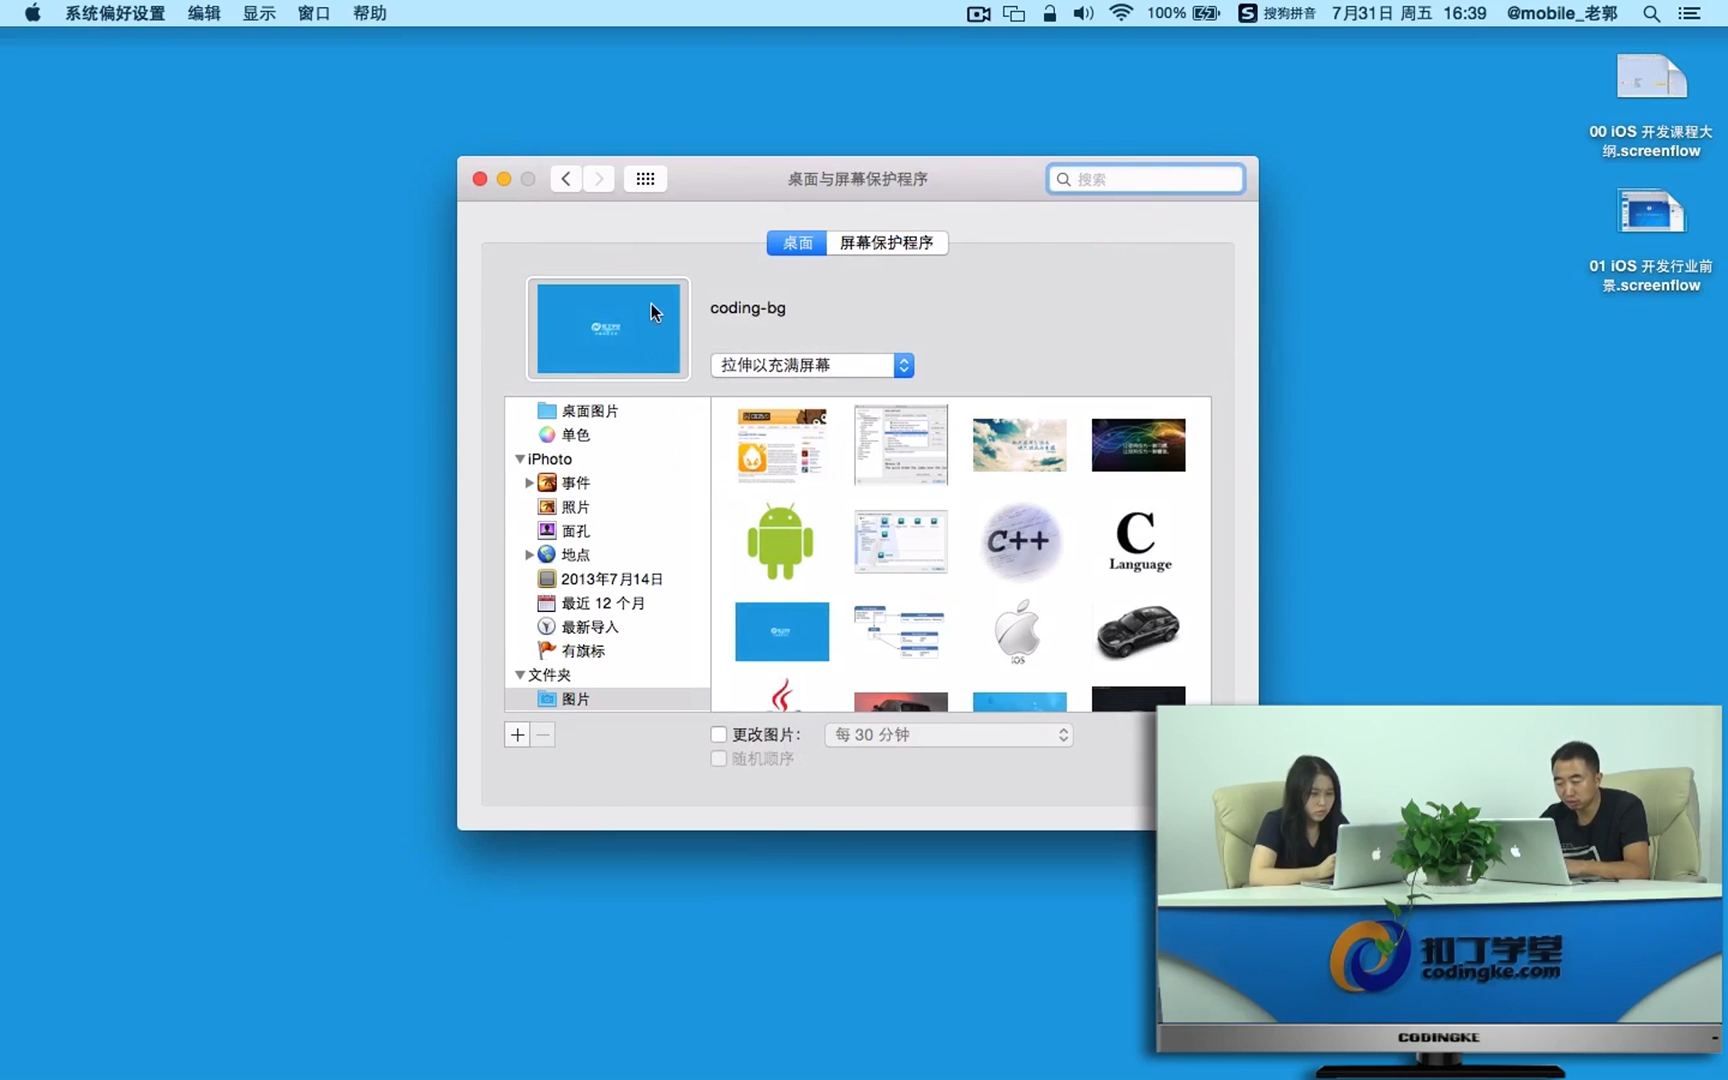 系统偏好设置 编辑 显示 窗口 帮助
100% S 搜狗拼音 7月31日 周五 16:39 @mobile_老郭
00 iOS 开发课程大
纲.screenflow
01 iOS 开发行业前
景.screenflow
桌面与屏幕保护程序
搜索
桌面 屏幕保护程序
coding-bg
拉伸以充满屏幕
桌面图片
单色
iPhoto
事件
照片
面孔
地点
2013年7月14日
最近 12 个月
最新导入
有旗标
文件夹
图片
C++
C
Language
iOS
更改图片：
每 30 分钟
随机顺序
扣丁学堂
codingke.com
CODINGKE